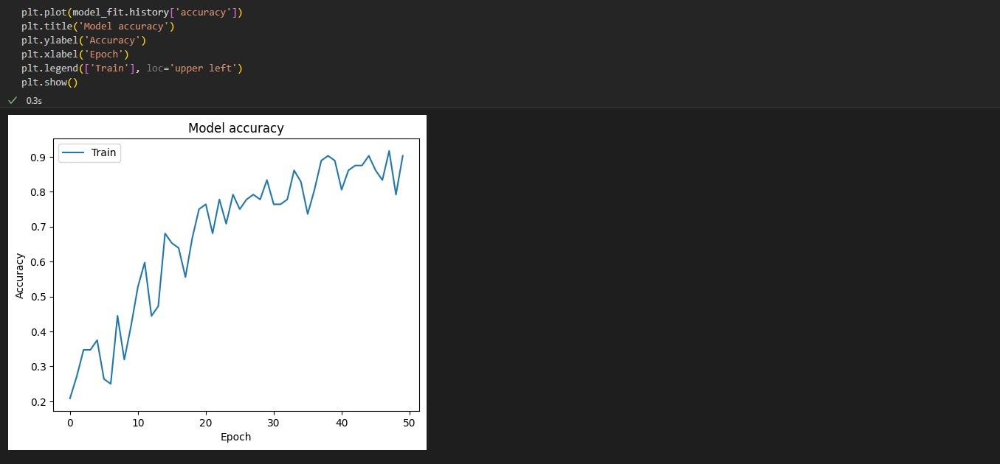 plt.plot(model_fit.history['accuracy'])
plt.title('Model accuracy')
plt.ylabel('Accuracy')
plt.xlabel('Epoch')
plt.legend(['Train'], loc='upper left')
plt.show()
0.3s
Model accuracy
Train
0.9
0.8
0.7
0.6
0.5
0.4
0.3
0.2
Accuracy
0 10 20 30 40 50
Epoch